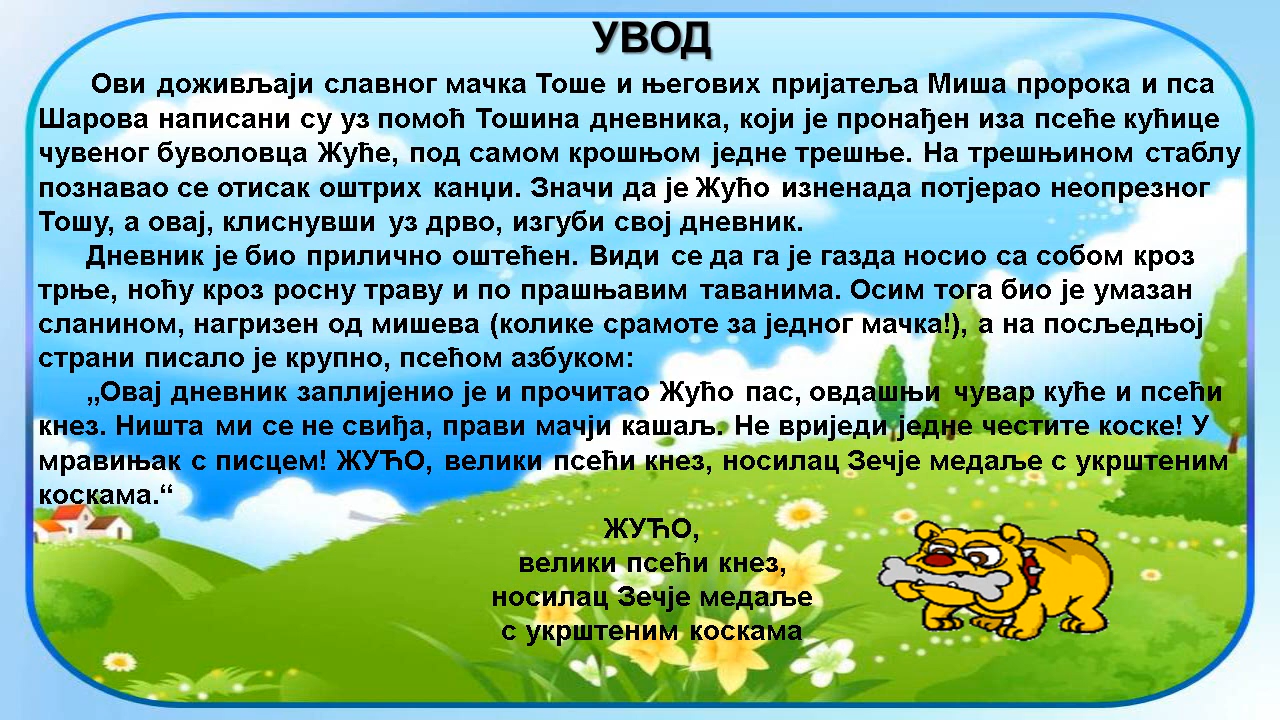 УВОД
Ови доживљаји славног мачка Тоше и његових пријатеља Миша пророка и пса
Шарова написани су уз помоћ Тошина дневника, који је пронађен иза псеће кућице
чувеног буволовца Жуће, под самом крошњом једне трешње. На трешњином стаблу
познавао се отисак оштрих канџи. Значи да је Жућо изненада потјерао неопрезног
Тошу, а овај, клиснувши уз дрво, изгуби свој дневник.
Дневник је био прилично оштећен. Види се да га је газда носио са собом кроз
трње, ноћу кроз росну траву и по прашњавим таванима. Осим тога био је умазан
сланином, нагризен од мишева (колике срамоте за једног мачка!), а на посљедњој
страни писало је крупно, псећом азбуком:
„Овај дневник заплијенио је и прочитао Жућо пас, овдашњи чувар куће и псећи
кнез. Ништа ми се не свиђа, прави мачји кашаљ. Не вриједи једне честите коске! У
мравињак с писцем! ЖУЋО, велики псећи кнез, носилац Зечје медаље с укрштеним
коскама.“
ЖУЋО,
велики псећи кнез,
носилац Зечје медаље
с укрштеним коскама